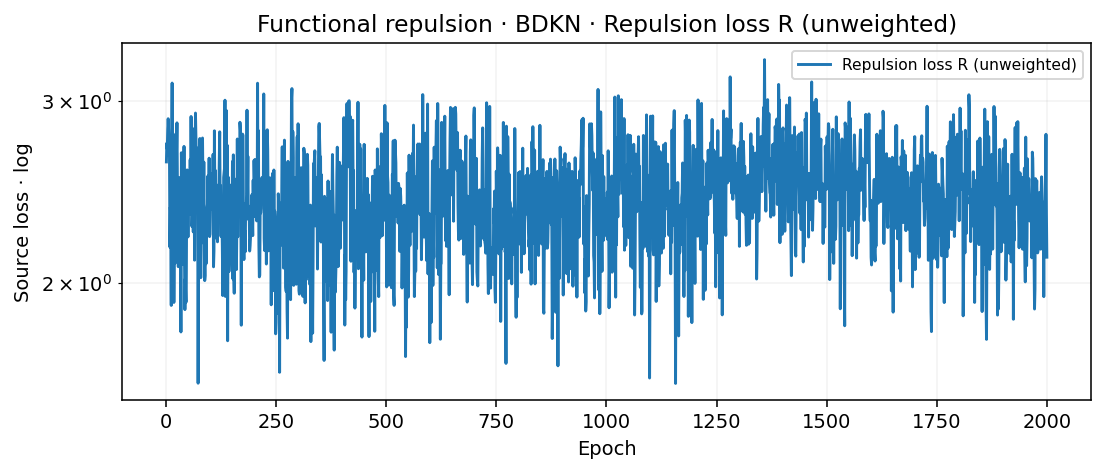 Functional repulsion · BDKN · Repulsion loss R (unweighted)
Repulsion loss R (unweighted)
3 × 10⁰
2 × 10⁰
Source loss · log
0 250 500 750 1000 1250 1500 1750 2000
Epoch